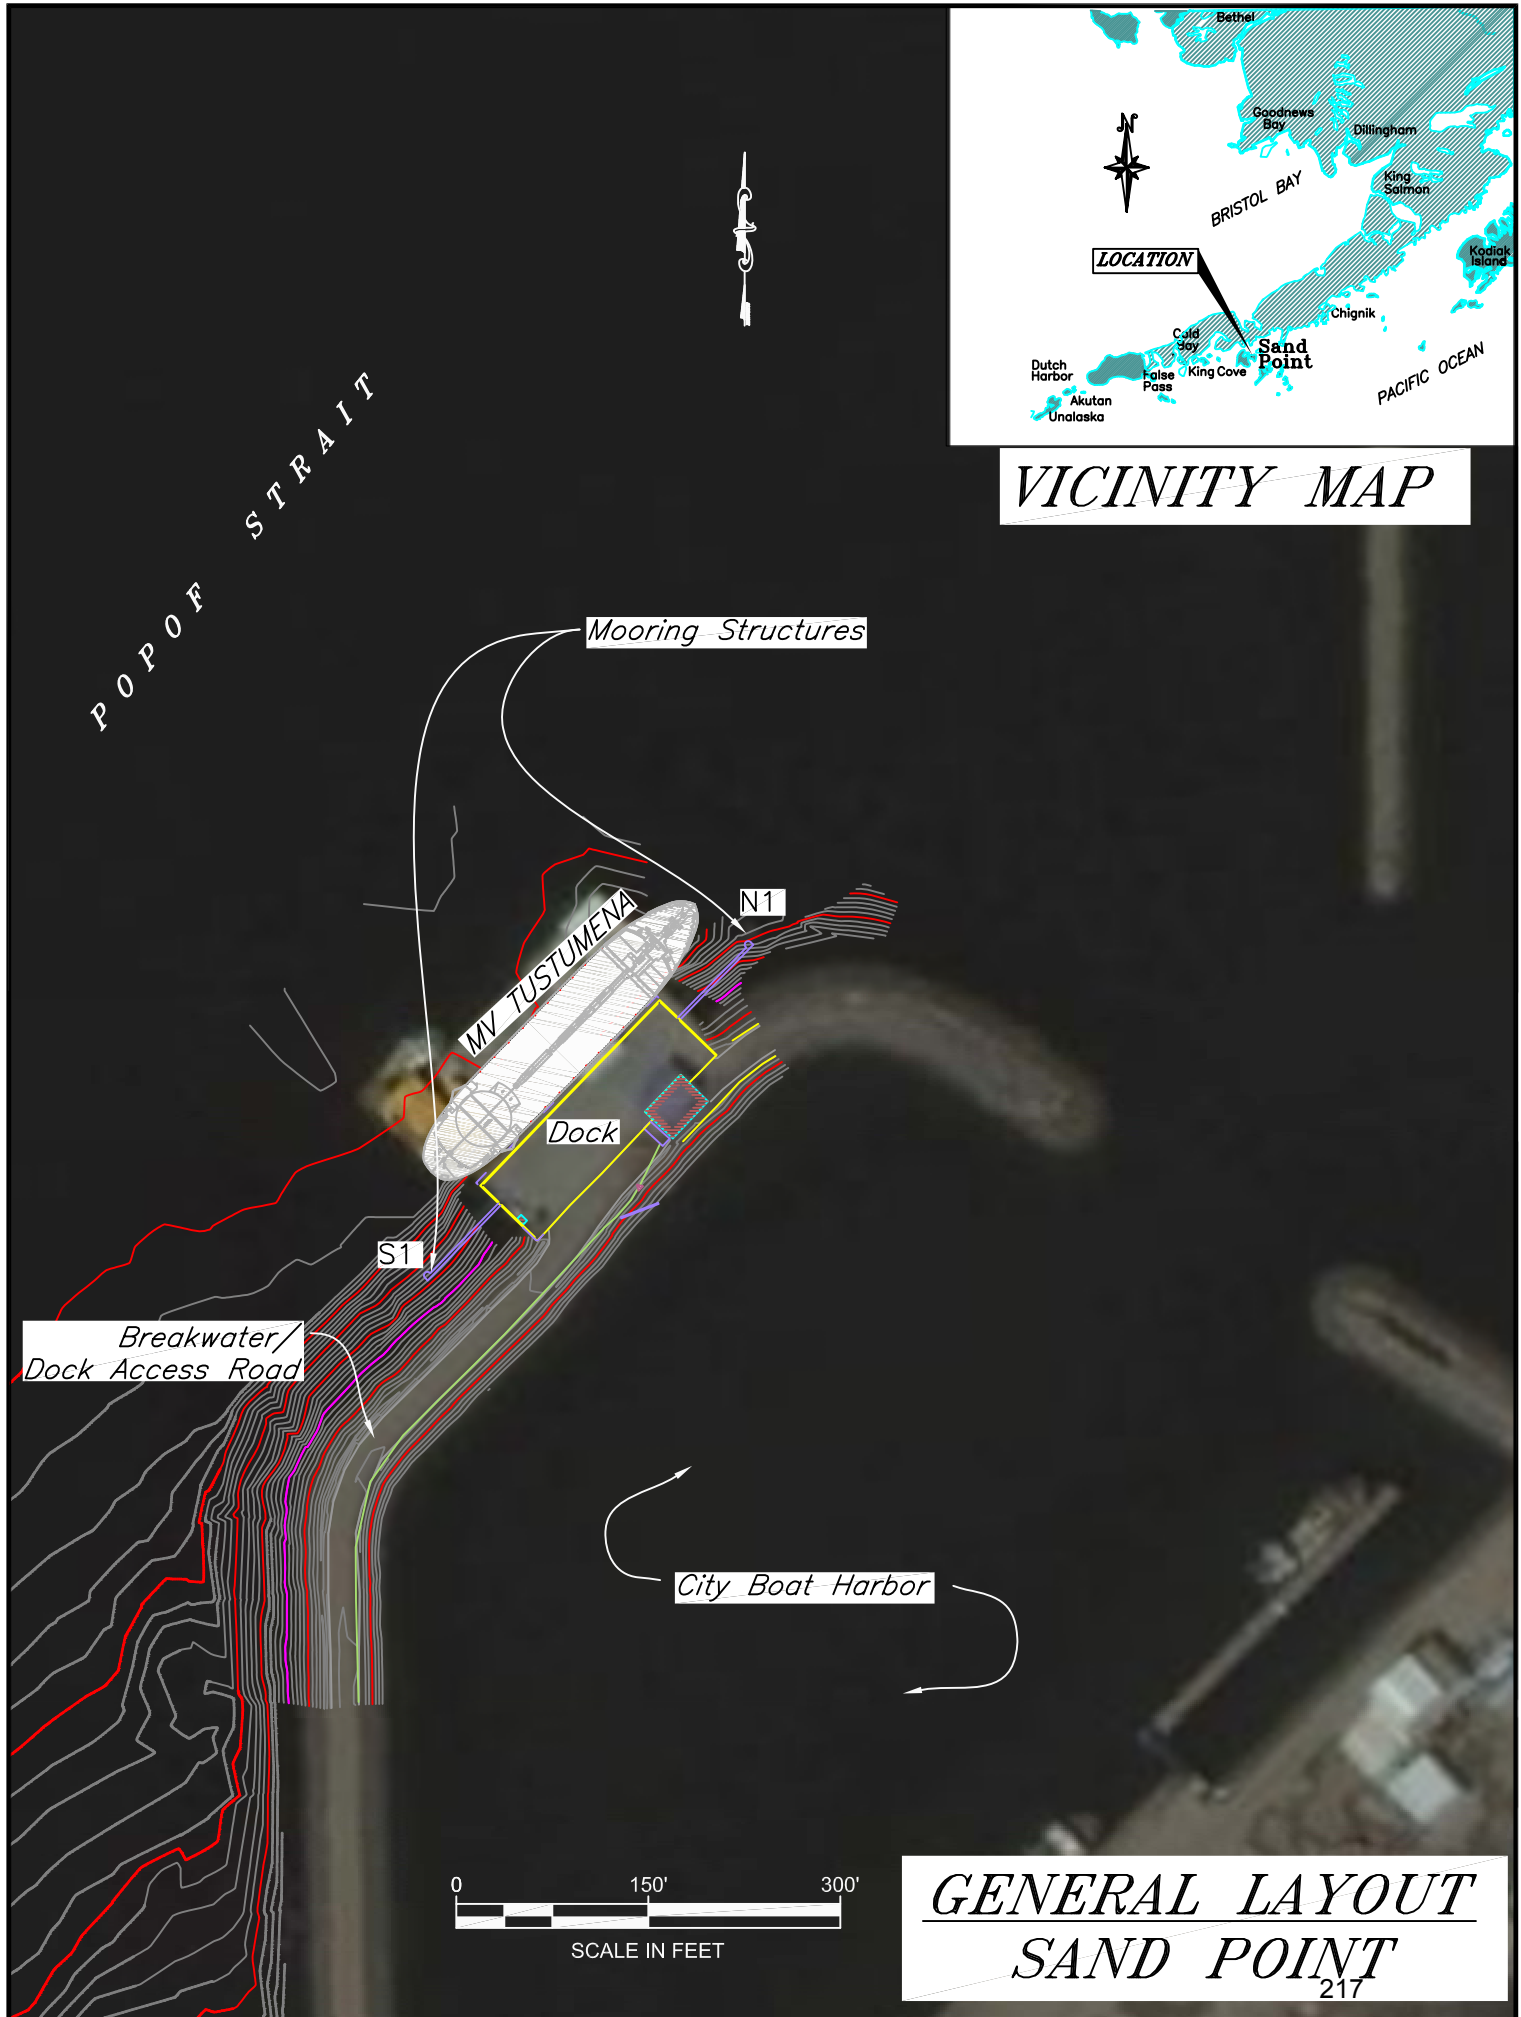 Bethel
Goodnews
Bay
Dillingham
N
King
Salmon
BRISTOL BAY
Kodiak
Island
LOCATION
Chignik
Cold
Bay
Sand
Point
Dutch
Harbor
False
Pass
King Cove
PACIFIC OCEAN
Akutan
Unalaska
VICINITY MAP
POPOF STRAIT
Mooring Structures
N1
MV TUSTUMENA
Dock
S1
Breakwater/
Dock Access Road
City Boat Harbor
0 150' 300'
SCALE IN FEET
GENERAL LAYOUT
SAND POINT
217